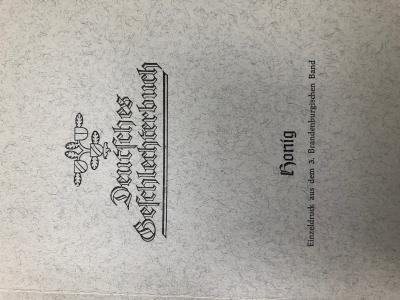 Deutsches
Geschlechterbuch
Honig
Einzeldruck aus dem 3. Brandenburgischen Band